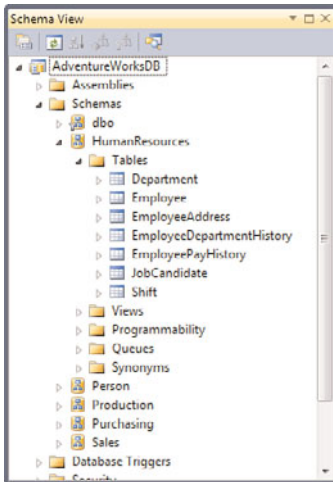 Schema View
AdventureWorksDB
Assemblies
Schemas
dbo
HumanResources
Tables
Department
Employee
EmployeeAddress
EmployeeDepartmentHistory
EmployeePayHistory
JobCandidate
Shift
Views
Programmability
Queues
Synonyms
Person
Production
Purchasing
Sales
Database Triggers
Security